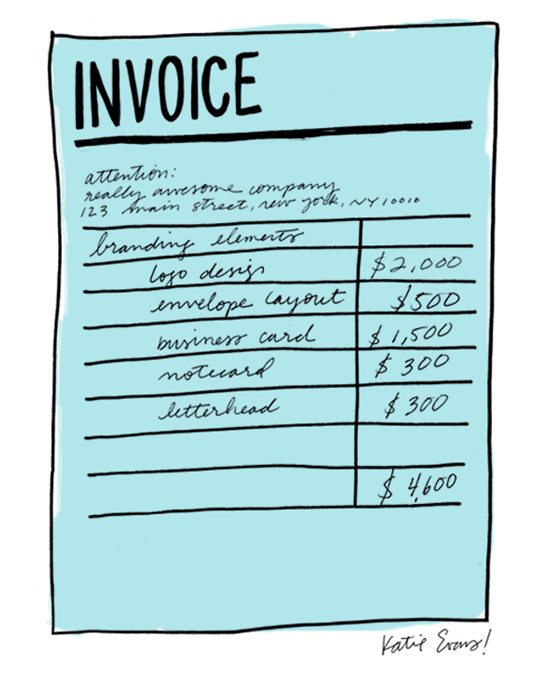 INVOICE
attention:
really awesome company
123 main street, new york, NY 10010
branding elements
logo design $2,000
envelope layout $500
business card $1,500
notecard $300
letterhead $300
$4,600
Katie Evans!